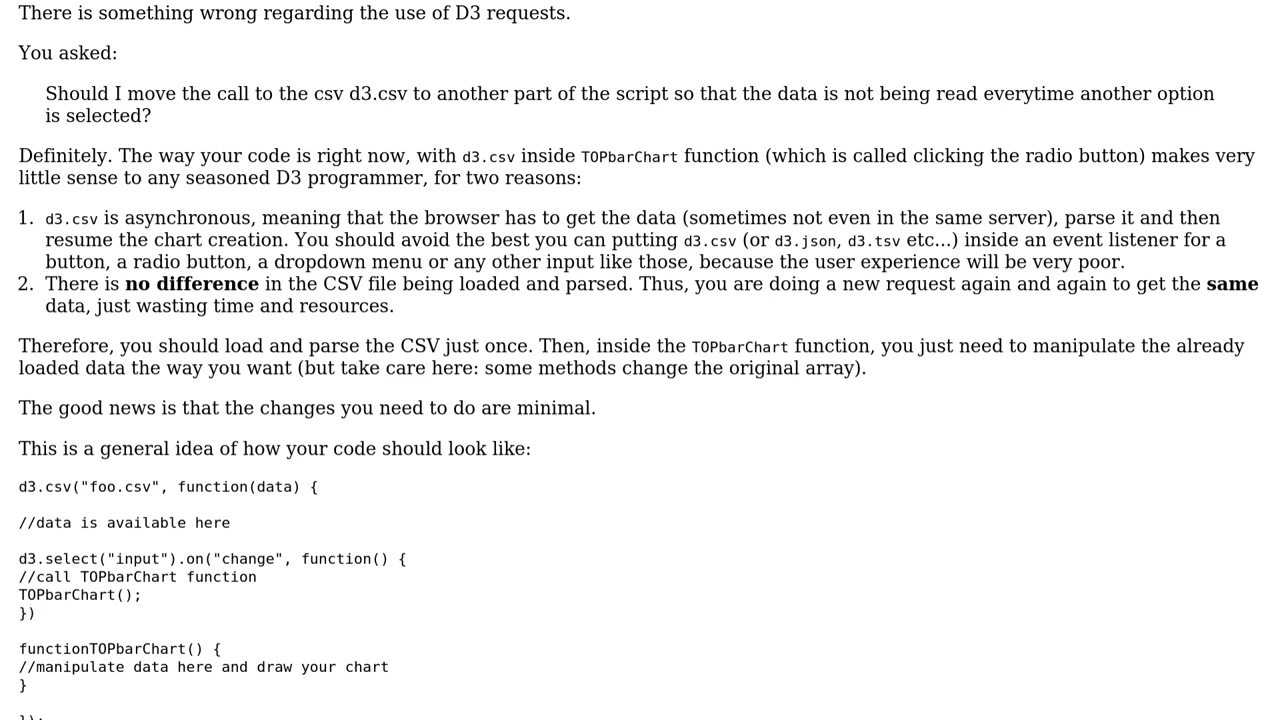 There is something wrong regarding the use of D3 requests.
You asked:
Should I move the call to the csv d3.csv to another part of the script so that the data is not being read everytime another option
is selected?
Definitely. The way your code is right now, with d3.csv inside TOPbarChart function (which is called clicking the radio button) makes very
little sense to any seasoned D3 programmer, for two reasons:
1. d3.csv is asynchronous, meaning that the browser has to get the data (sometimes not even in the same server), parse it and then
resume the chart creation. You should avoid the best you can putting d3.csv (or d3.json, d3.tsv etc...) inside an event listener for a
button, a radio button, a dropdown menu or any other input like those, because the user experience will be very poor.
2. There is no difference in the CSV file being loaded and parsed. Thus, you are doing a new request again and again to get the same
data, just wasting time and resources.
Therefore, you should load and parse the CSV just once. Then, inside the TOPbarChart function, you just need to manipulate the already
loaded data the way you want (but take care here: some methods change the original array).
The good news is that the changes you need to do are minimal.
This is a general idea of how your code should look like:
d3.csv("foo.csv", function(data) {
//data is available here
d3.select("input").on("change", function() {
//call TOPbarChart function
TOPbarChart();
})
functionTOPbarChart() {
//manipulate data here and draw your chart
}
});